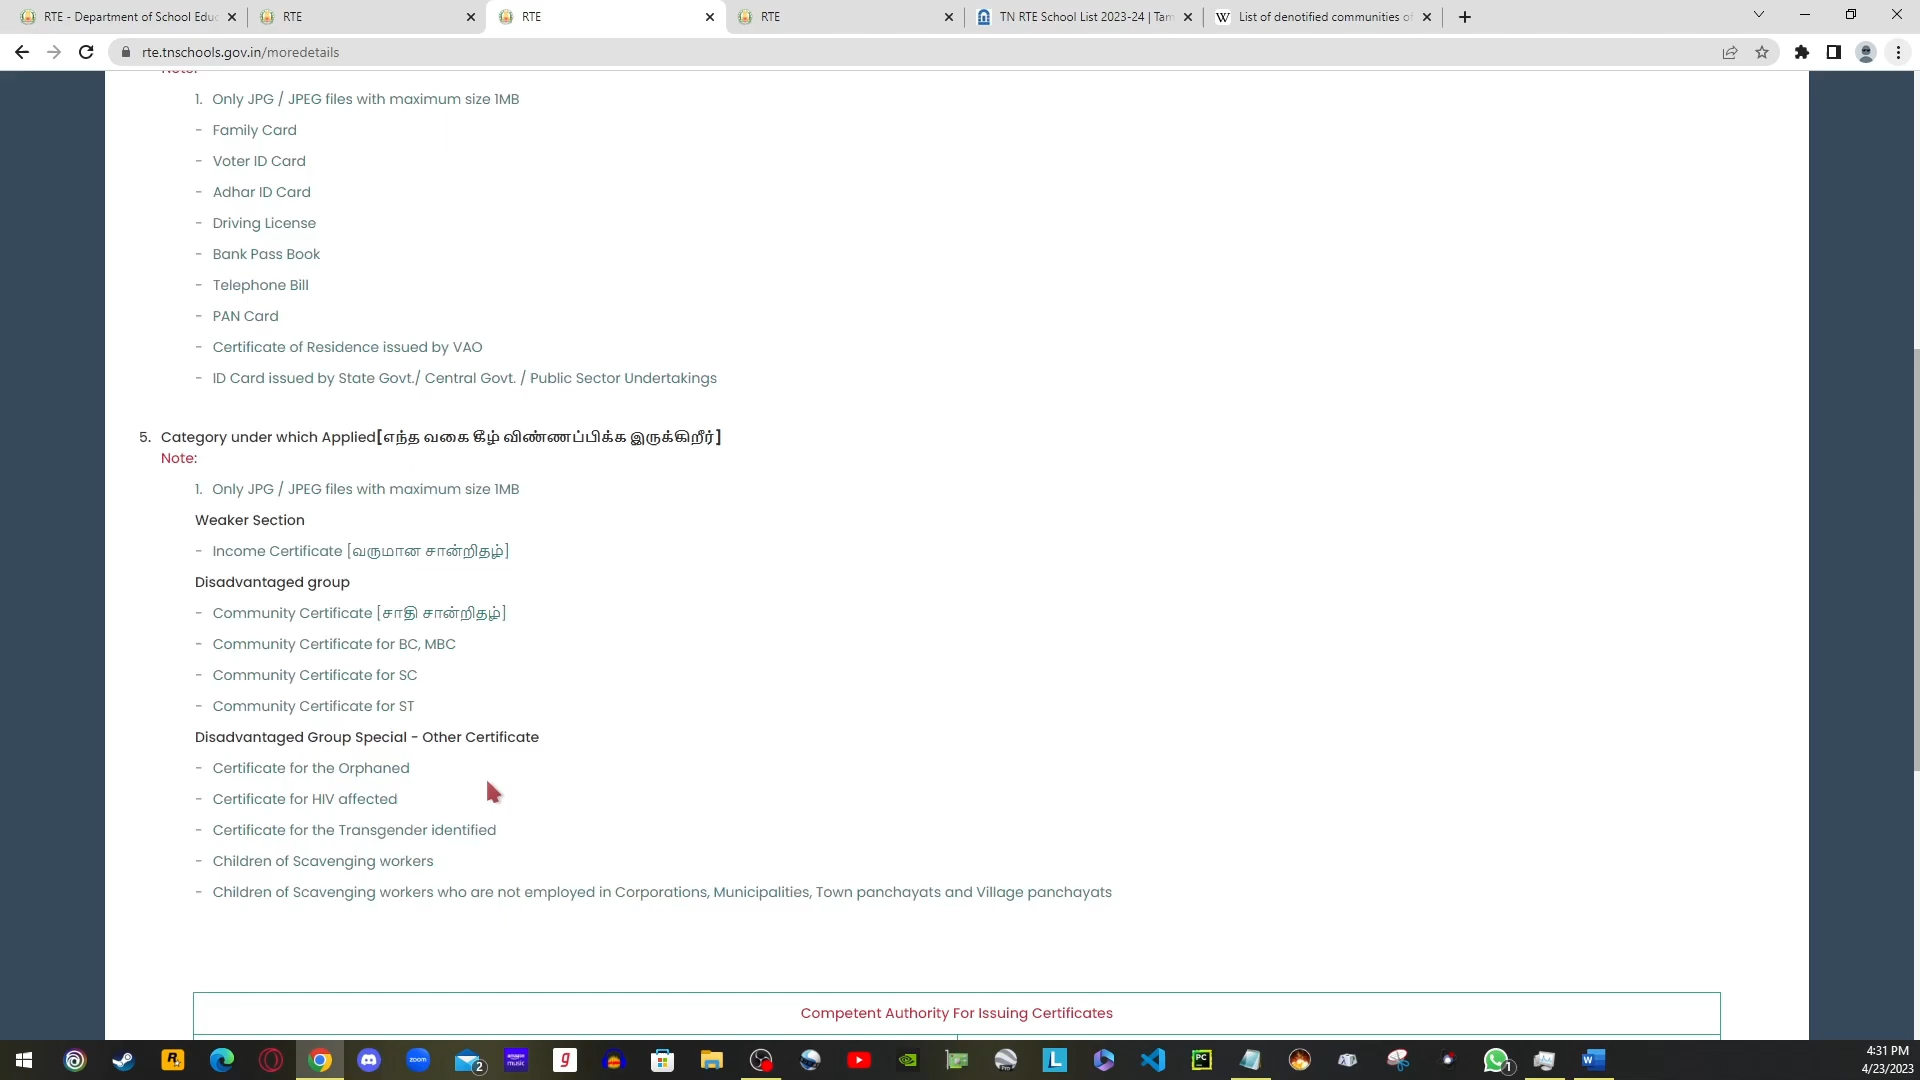 RTE - Department of School Educ
RTE
RTE
RTE
TN RTE School List 2023-24 | Tam
List of denotified communities of
rte.tnschools.gov.in/moredetails
Note:
1. Only JPG / JPEG files with maximum size 1MB
- Family Card
- Voter ID Card
- Adhar ID Card
- Driving License
- Bank Pass Book
- Telephone Bill
- PAN Card
- Certificate of Residence issued by VAO
- ID Card issued by State Govt./ Central Govt. / Public Sector Undertakings
5. Category under which Applied[எந்த வகை கீழ் விண்ணப்பிக்க இருக்கிறீர்]
Note:
1. Only JPG / JPEG files with maximum size 1MB
Weaker Section
- Income Certificate [வருமான சான்றிதழ்]
Disadvantaged group
- Community Certificate [சாதி சான்றிதழ்]
- Community Certificate for BC, MBC
- Community Certificate for SC
- Community Certificate for ST
Disadvantaged Group Special - Other Certificate
- Certificate for the Orphaned
- Certificate for HIV affected
- Certificate for the Transgender identified
- Children of Scavenging workers
- Children of Scavenging workers who are not employed in Corporations, Municipalities, Town panchayats and Village panchayats
Competent Authority For Issuing Certificates
zoom
2
amazon music
g
L
PC
1
W
4:31 PM
4/23/2023